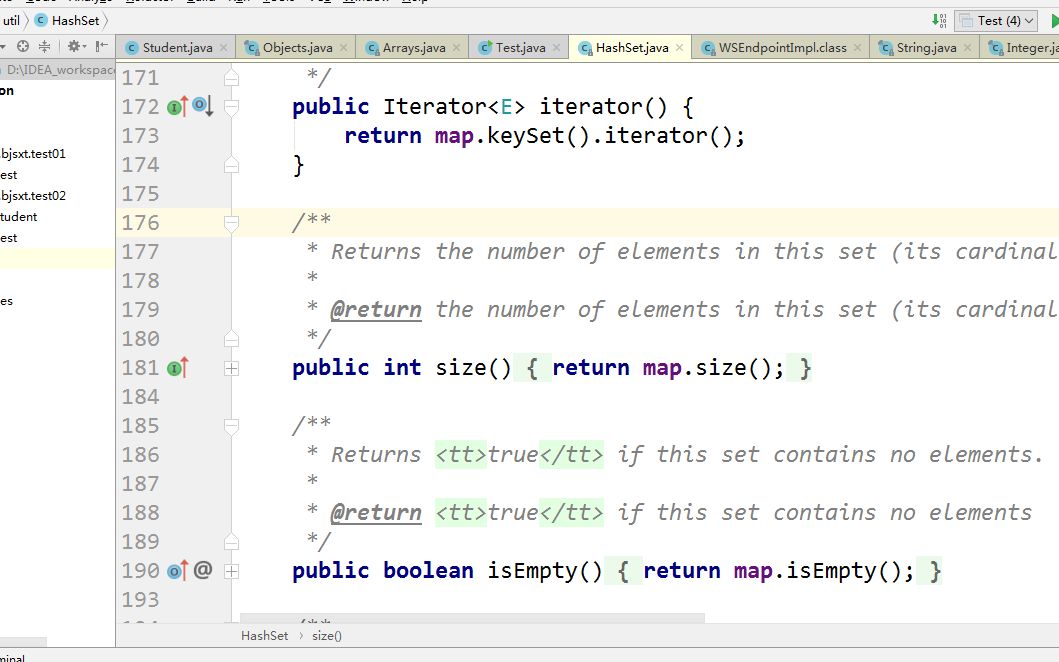 util HashSet Test (4)
Student.java Objects.java Arrays.java Test.java HashSet.java WSEndpointImpl.class String.java Integer.ja
D:\IDEA_workspac
on
.bjsxt.test01
est
.bjsxt.test02
tudent
est
es
171 */
172 public Iterator<E> iterator() {
173 return map.keySet().iterator();
174 }
175
176 /**
177 * Returns the number of elements in this set (its cardinal
178 *
179 * @return the number of elements in this set (its cardinal
180 */
181 public int size() { return map.size(); }
184
185 /**
186 * Returns <tt>true</tt> if this set contains no elements.
187 *
188 * @return <tt>true</tt> if this set contains no elements
189 */
190 @ public boolean isEmpty() { return map.isEmpty(); }
193
/**
HashSet › size()
minal